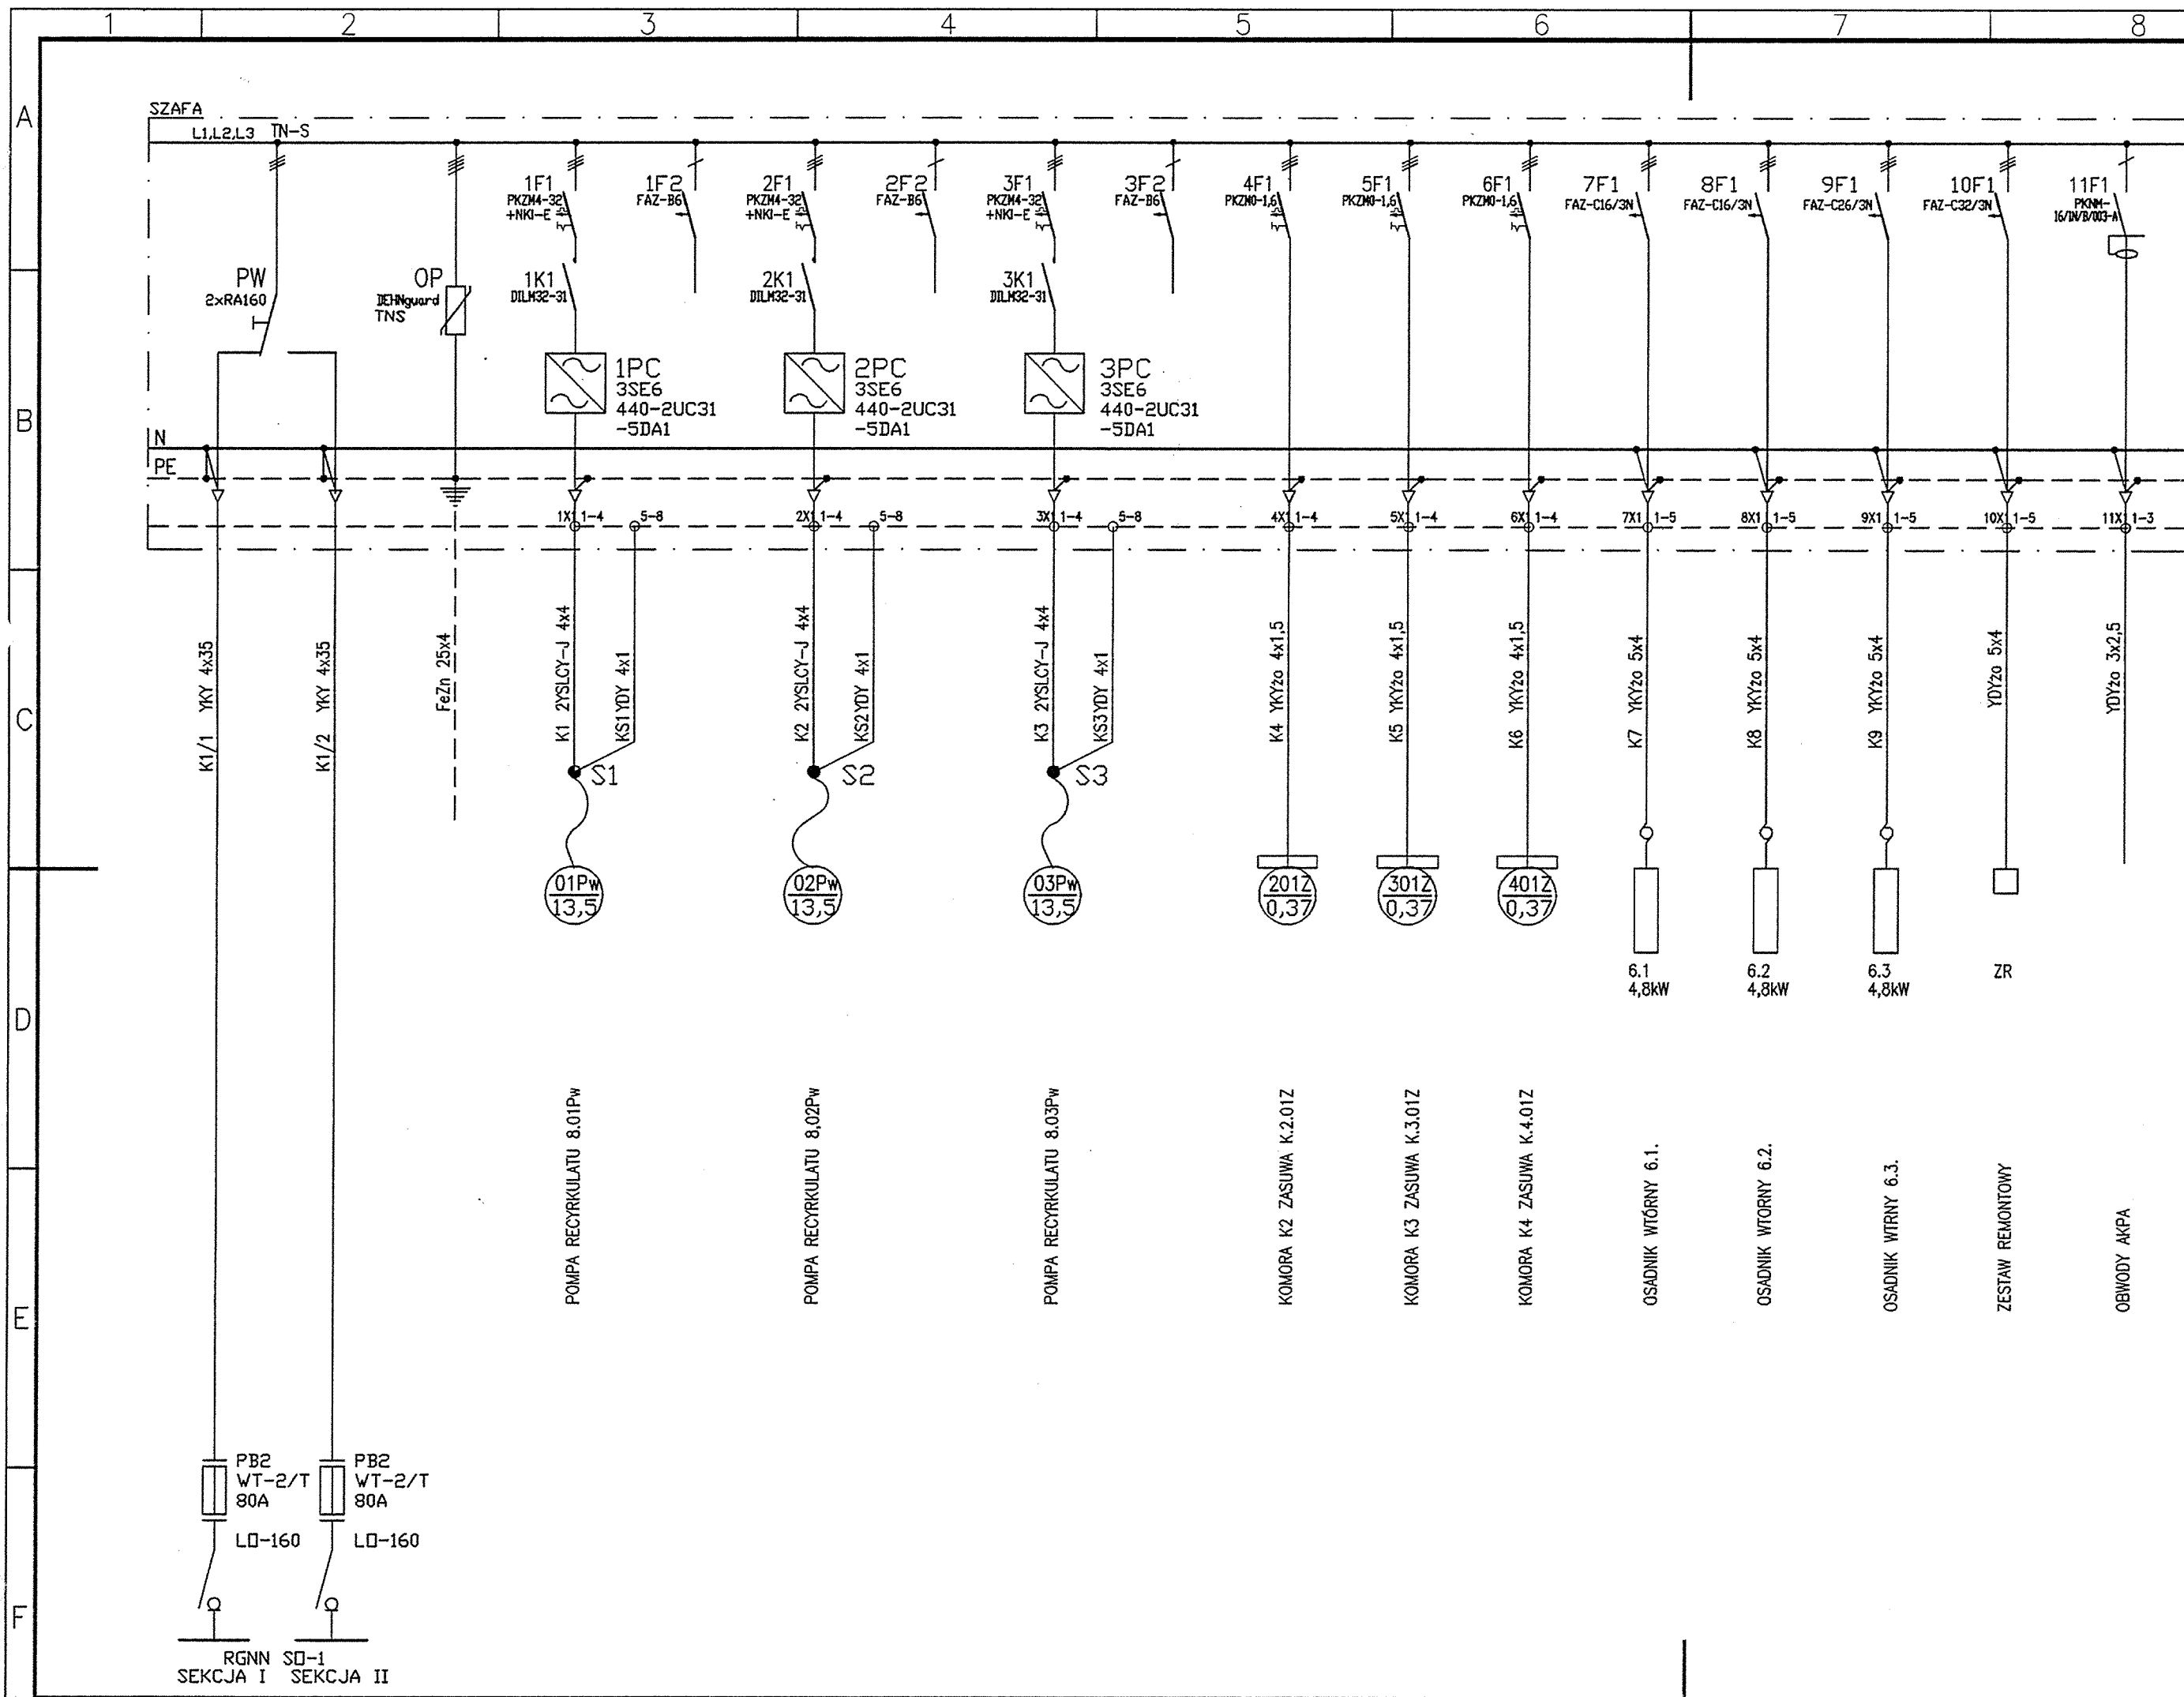 1 2 3 4 5 6 7 8
A
B
C
D
E
F
SZAFA
L1,L2,L3 TN-S
PW
2xRA160
OP
DEHNguard
TNS
1F1
PKZM4-32
+NKI-E
1F2
FAZ-B6
2F1
PKZM4-32
+NKI-E
2F2
FAZ-B6
3F1
PKZM4-32
+NKI-E
3F2
FAZ-B6
4F1
PKZM0-1,6
5F1
PKZM0-1,6
6F1
PKZM0-1,6
7F1
FAZ-C16/3N
8F1
FAZ-C16/3N
9F1
FAZ-C26/3N
10F1
FAZ-C32/3N
11F1
PKNM-
16/1N/B/003-A
1K1
DILM32-31
2K1
DILM32-31
3K1
DILM32-31
1PC
3SE6
440-2UC31
-5DA1
2PC
3SE6
440-2UC31
-5DA1
3PC
3SE6
440-2UC31
-5DA1
N
PE
1X1 1-4 5-8
2X1 1-4 5-8
3X1 1-4 5-8
4X1 1-4
5X1 1-4
6X1 1-4
7X1 1-5
8X1 1-5
9X1 1-5
10X1 1-5
11X1 1-3
K1/1 YKY 4x35
K1/2 YKY 4x35
FeZn 25x4
K1 2YSLCY-J 4x4
KS1YDY 4x1
K2 2YSLCY-J 4x4
KS2YDY 4x1
K3 2YSLCY-J 4x4
KS3YDY 4x1
K4 YKYżo 4x1,5
K5 YKYżo 4x1,5
K6 YKYżo 4x1,5
K7 YKYżo 5x4
K8 YKYżo 5x4
K9 YKYżo 5x4
YDYżo 5x4
YDYżo 3x2,5
S1
S2
S3
01Pw
13,5
02Pw
13,5
03Pw
13,5
201Z
0,37
301Z
0,37
401Z
0,37
6.1
4,8kW
6.2
4,8kW
6.3
4,8kW
ZR
POMPA RECYRKULATU 8.01Pw
POMPA RECYRKULATU 8,02Pw
POMPA RECYRKULATU 8.03Pw
KOMORA K2 ZASUWA K.2.01Z
KOMORA K3 ZASUWA K.3.01Z
KOMORA K4 ZASUWA K.4.01Z
OSADNIK WTÓRNY 6.1.
OSADNIK WTORNY 6.2.
OSADNIK WTRNY 6.3.
ZESTAW REMONTOWY
OBWODY AKPA
PB2
WT-2/T
80A
LO-160
PB2
WT-2/T
80A
LO-160
RGNN SO-1
SEKCJA I SEKCJA II